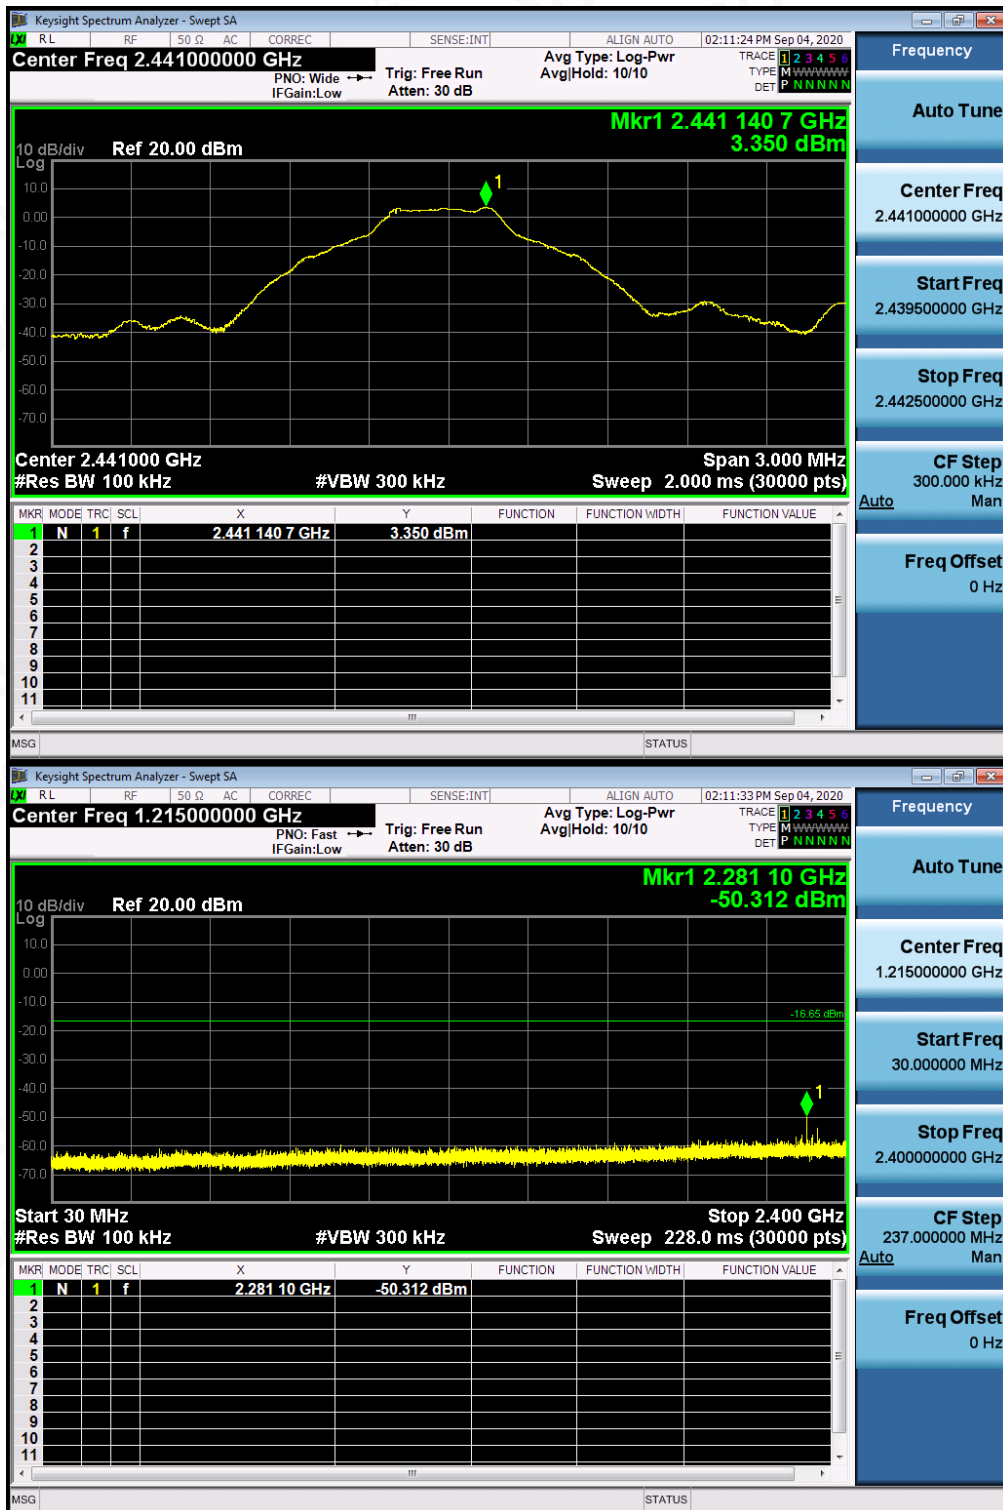 Keysight Spectrum Analyzer - Swept SA
LXI RL RF 50 Ω AC CORREC SENSE:INT ALIGN AUTO 02:11:24 PM Sep 04, 2020
Center Freq 2.441000000 GHz
PNO: Wide
IFGain:Low
Trig: Free Run
Atten: 30 dB
Avg Type: Log-Pwr
Avg|Hold: 10/10
TRACE 1 2 3 4 5 6
TYPE M WWWWW
DET P N N N N N
Mkr1 2.441 140 7 GHz
3.350 dBm
10 dB/div Ref 20.00 dBm
Log
1
10.0
0.00
-10.0
-20.0
-30.0
-40.0
-50.0
-60.0
-70.0
Center 2.441000 GHz Span 3.000 MHz
#Res BW 100 kHz #VBW 300 kHz Sweep 2.000 ms (30000 pts)
MKR MODE TRC SCL X Y FUNCTION FUNCTION WIDTH FUNCTION VALUE
1 N 1 f 2.441 140 7 GHz 3.350 dBm
2
3
4
5
6
7
8
9
10
11
MSG STATUS
Frequency
Auto Tune
Center Freq
2.441000000 GHz
Start Freq
2.439500000 GHz
Stop Freq
2.442500000 GHz
CF Step
300.000 kHz
Auto Man
Freq Offset
0 Hz
Keysight Spectrum Analyzer - Swept SA
LXI RL RF 50 Ω AC CORREC SENSE:INT ALIGN AUTO 02:11:33 PM Sep 04, 2020
Center Freq 1.215000000 GHz
PNO: Fast
IFGain:Low
Trig: Free Run
Atten: 30 dB
Avg Type: Log-Pwr
Avg|Hold: 10/10
TRACE 1 2 3 4 5 6
TYPE M WWWWW
DET P N N N N N
Mkr1 2.281 10 GHz
-50.312 dBm
10 dB/div Ref 20.00 dBm
Log
10.0
0.00
-10.0
-16.65 dBm
-20.0
-30.0
-40.0
1
-50.0
-60.0
-70.0
Start 30 MHz Stop 2.400 GHz
#Res BW 100 kHz #VBW 300 kHz Sweep 228.0 ms (30000 pts)
MKR MODE TRC SCL X Y FUNCTION FUNCTION WIDTH FUNCTION VALUE
1 N 1 f 2.281 10 GHz -50.312 dBm
2
3
4
5
6
7
8
9
10
11
MSG STATUS
Frequency
Auto Tune
Center Freq
1.215000000 GHz
Start Freq
30.000000 MHz
Stop Freq
2.400000000 GHz
CF Step
237.000000 MHz
Auto Man
Freq Offset
0 Hz